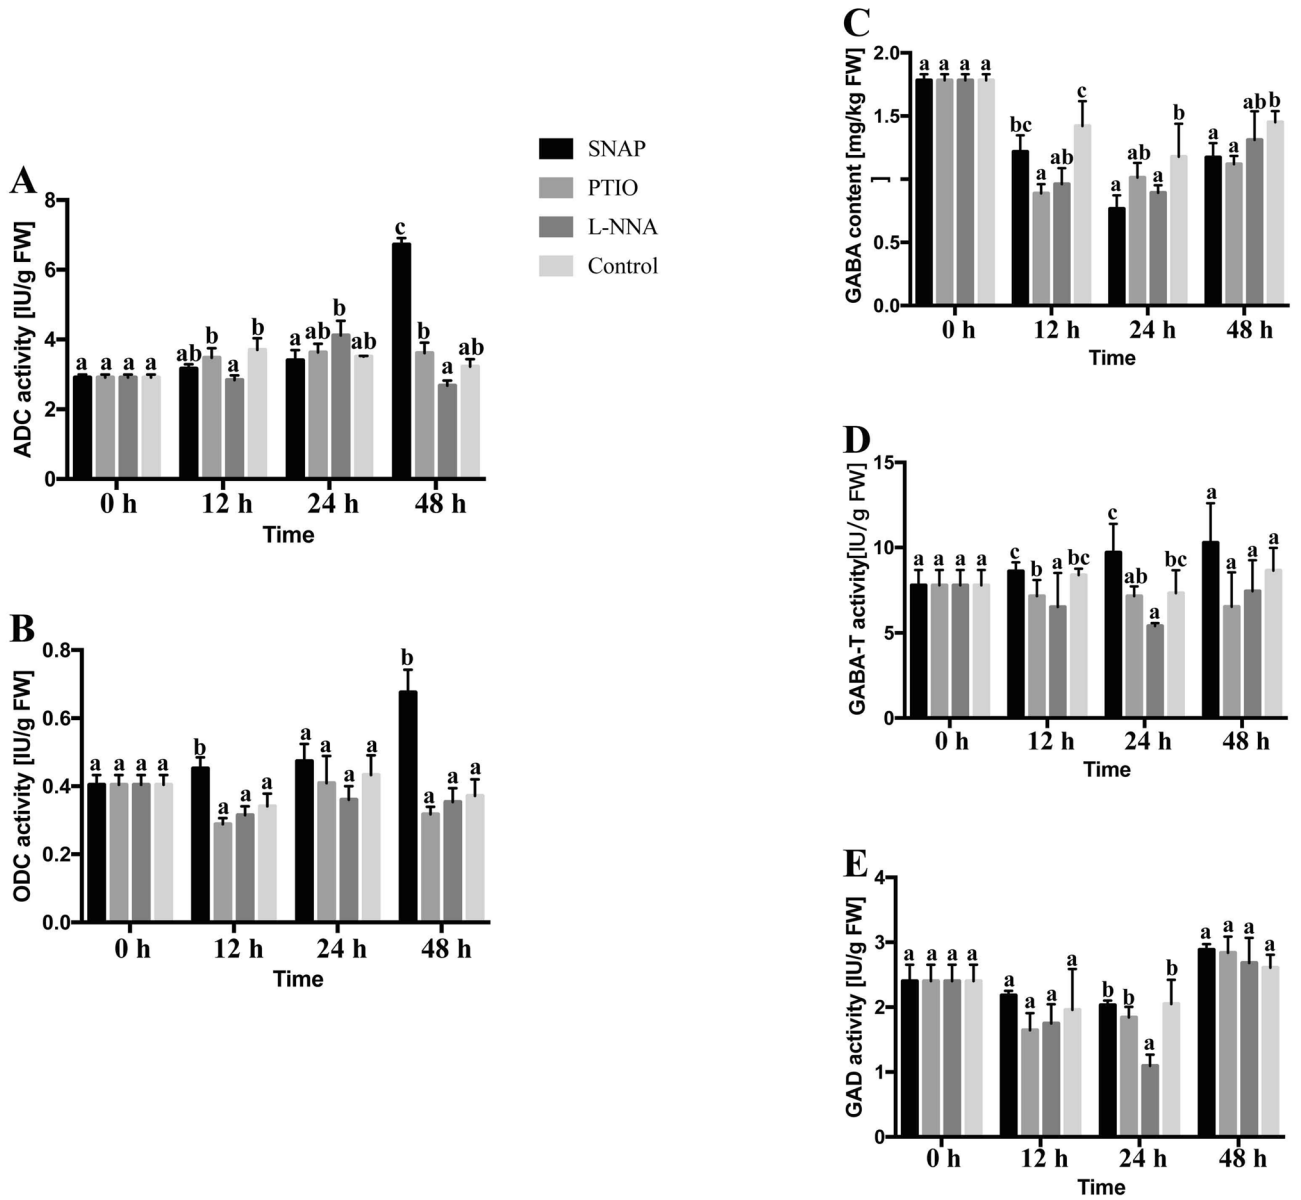 A
ADC activity [IU/g FW]
8
6
4
2
0
a a a a
ab b a b
a ab b ab
c b a ab
0 h 12 h 24 h 48 h
Time
SNAP
PTIO
L-NNA
Control
B
ODC activity [IU/g FW]
0.8
0.6
0.4
0.2
0.0
a a a a
b a a a
a a a a
b a a a
0 h 12 h 24 h 48 h
Time
C
GABA content [mg/kg FW]
2.0
1.5
]
0.5
0.0
a a a a
bc a ab c
a ab a b
a a ab b
0 h 12 h 24 h 48 h
Time
D
GABA-T activity[IU/g FW]
15
10
5
0
a a a a
c b a bc
c ab a bc
a a a a
0 h 12 h 24 h 48 h
Time
E
GAD activity [IU/g FW]
4
3
2
1
0
a a a a
a a a a
b b a b
a a a a
0 h 12 h 24 h 48 h
Time